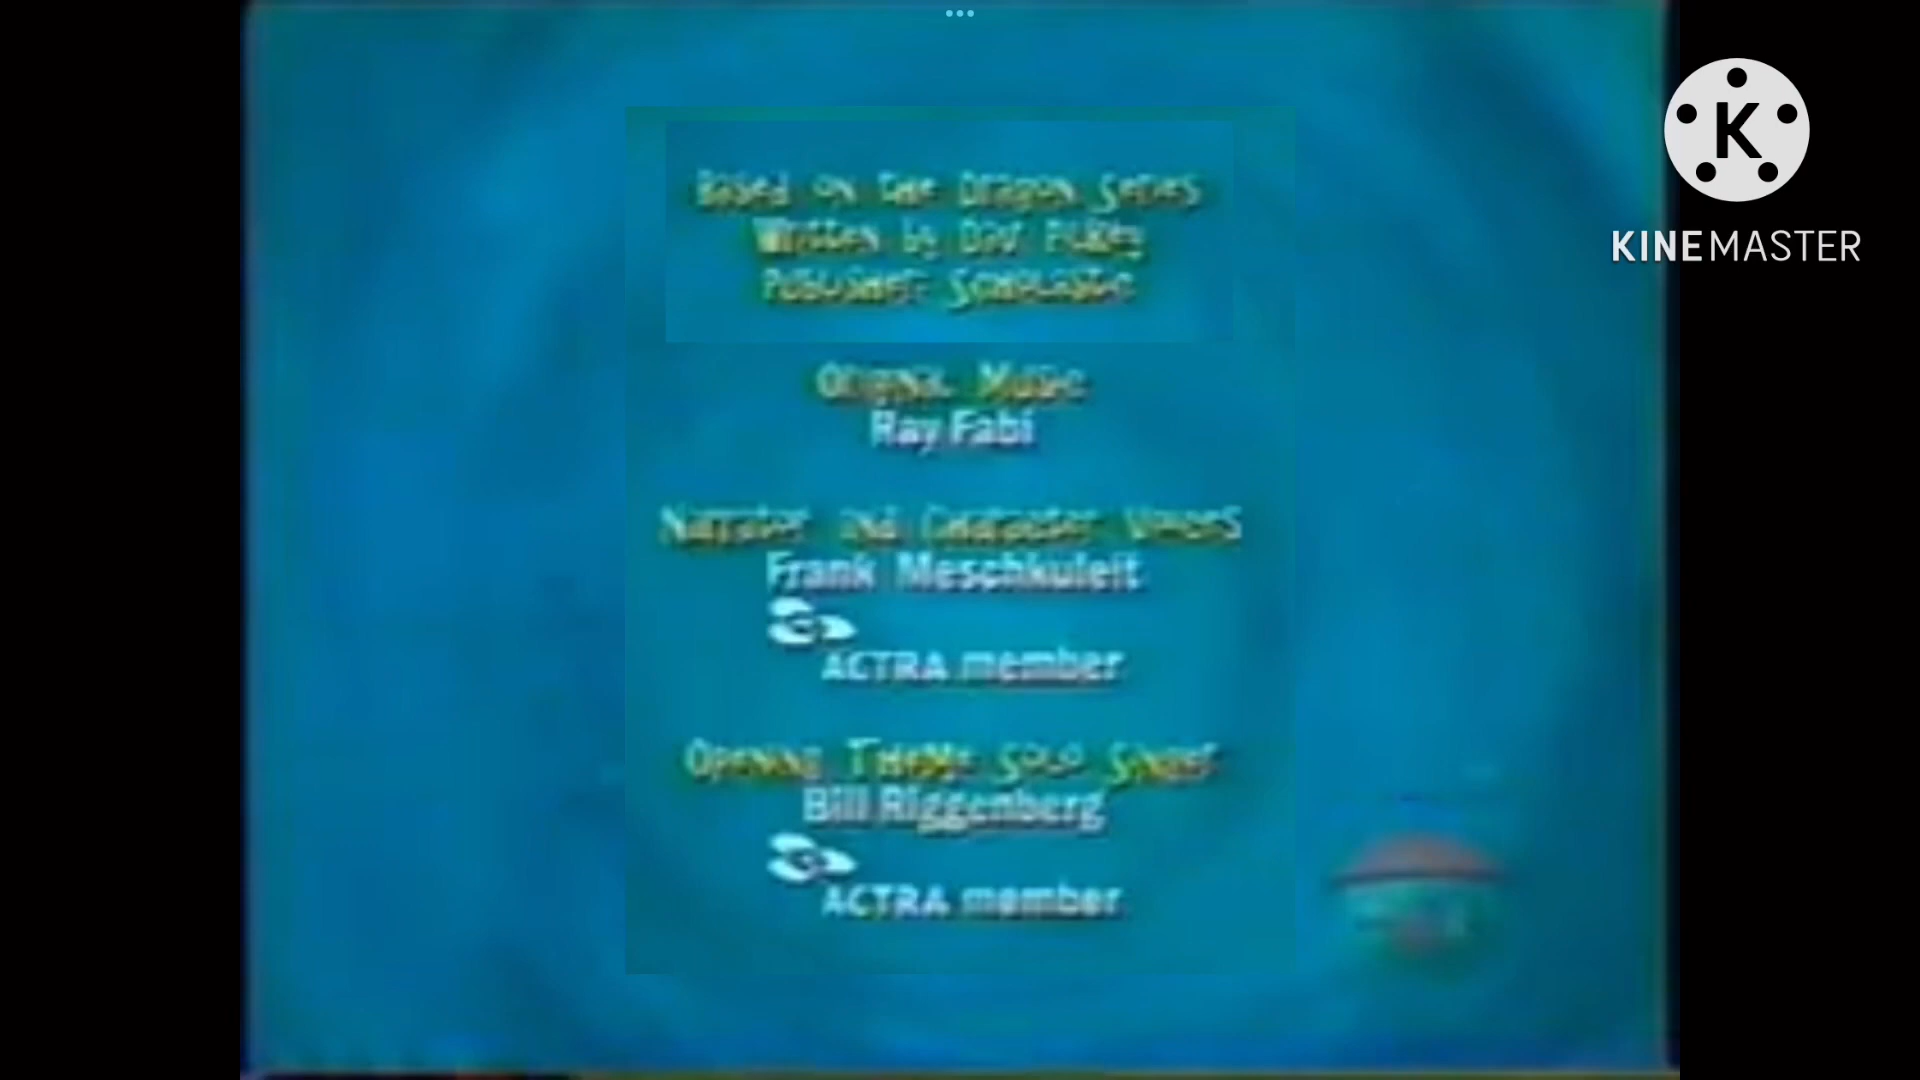 Based on the Dragon Series
Written by Dav Pilkey
Publisher Scholastic
Original Music
Ray Fabi
Narrator and Character Voices
Frank Meschkuleit
ACTRA member
Opening Theme Solo Singer
Bill Riggenberg
ACTRA member
K
KINEMASTER